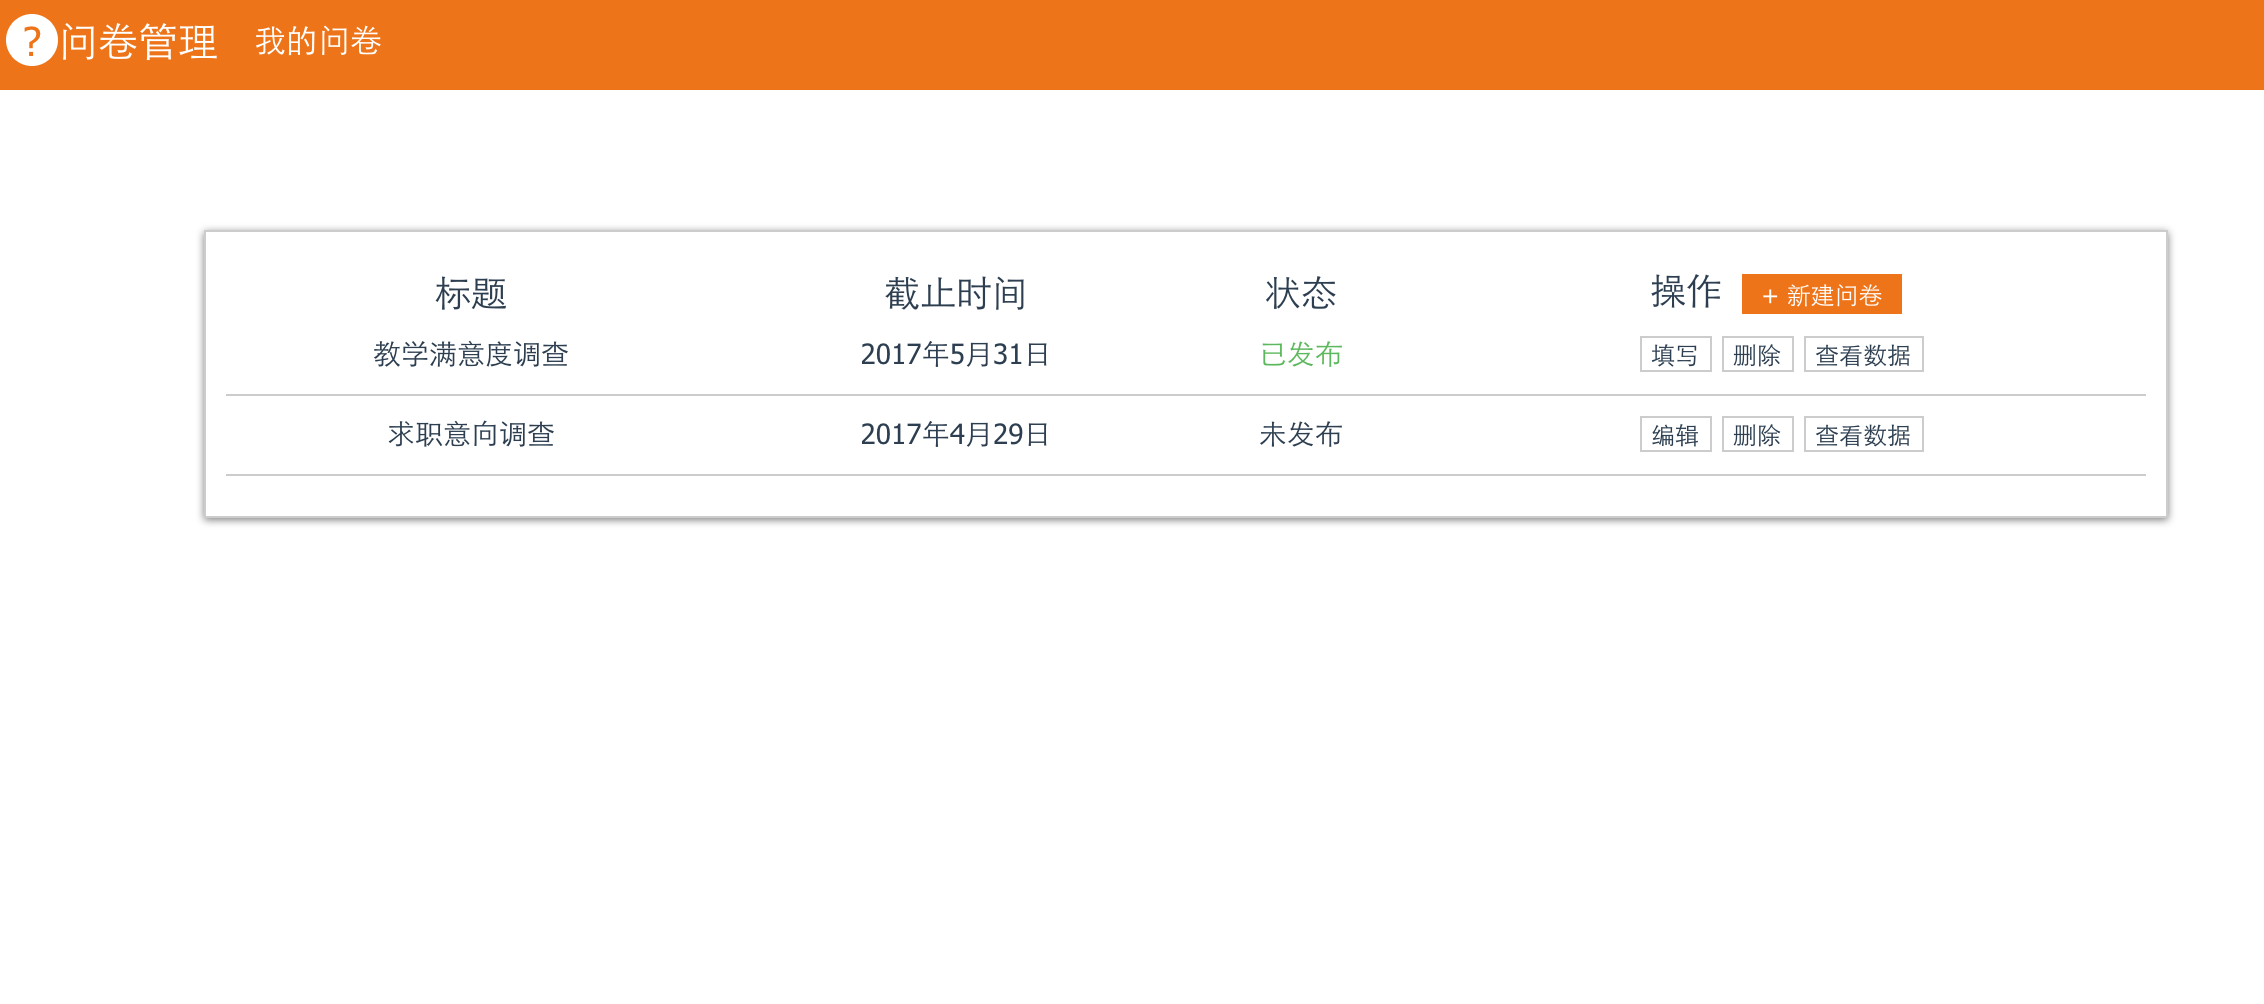 ?问卷管理 我的问卷
标题 截止时间 状态 操作 + 新建问卷
教学满意度调查 2017年5月31日 已发布 填写 删除 查看数据
求职意向调查 2017年4月29日 未发布 编辑 删除 查看数据